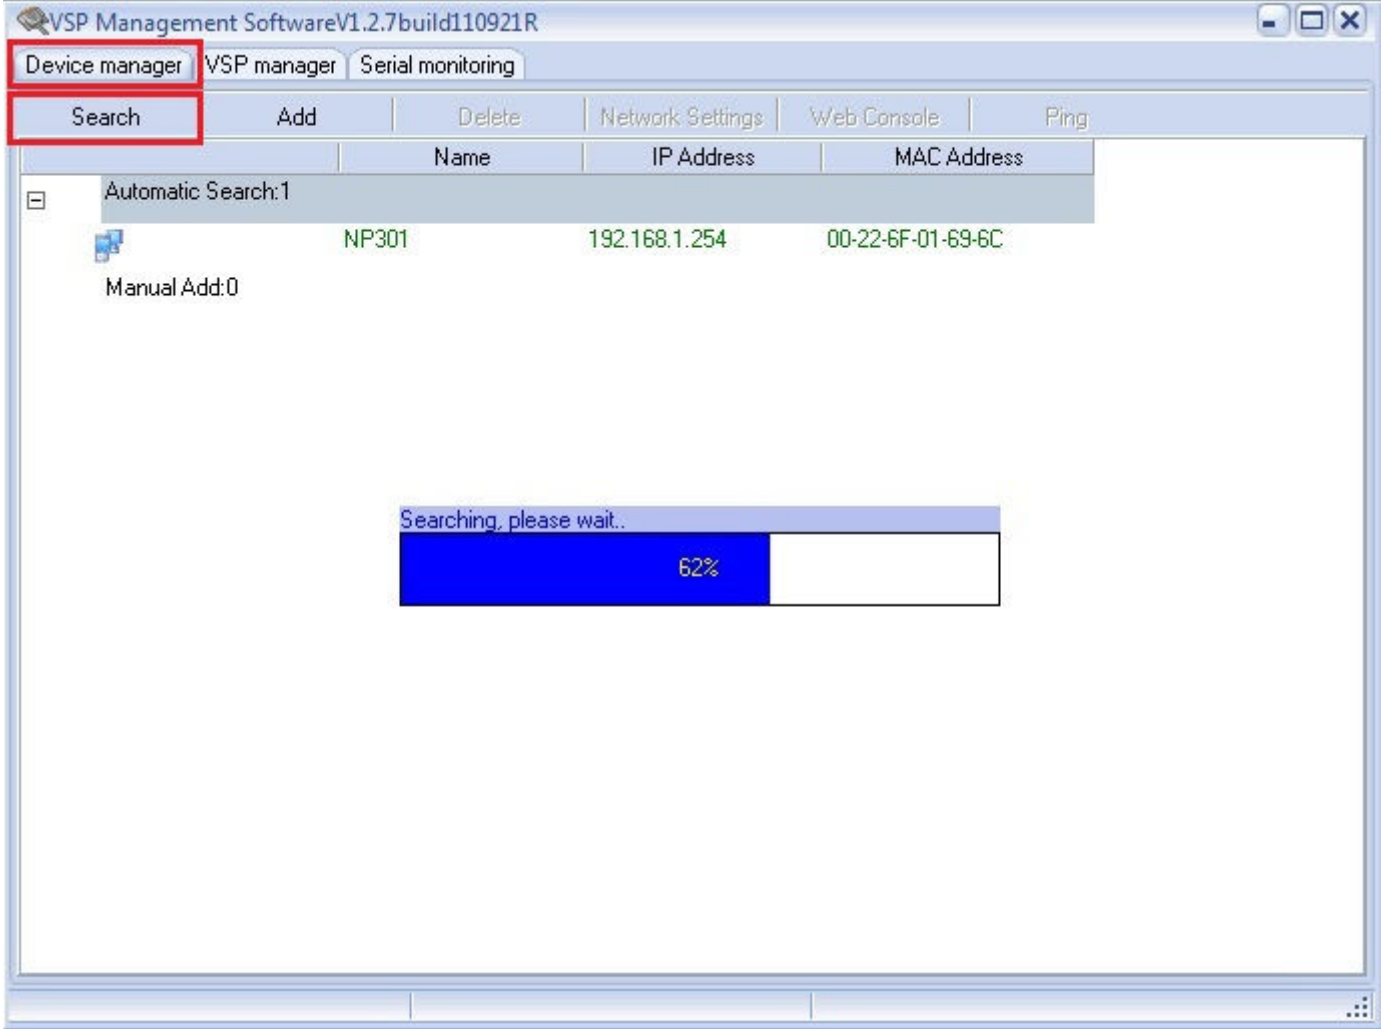 VSP Management SoftwareV1.2.7build110921R
Device manager VSP manager Serial monitoring
Search Add Delete Network Settings Web Console Ping
Name IP Address MAC Address
Automatic Search:1
NP301 192.168.1.254 00-22-6F-01-69-6C
Manual Add:0
Searching, please wait..
62%